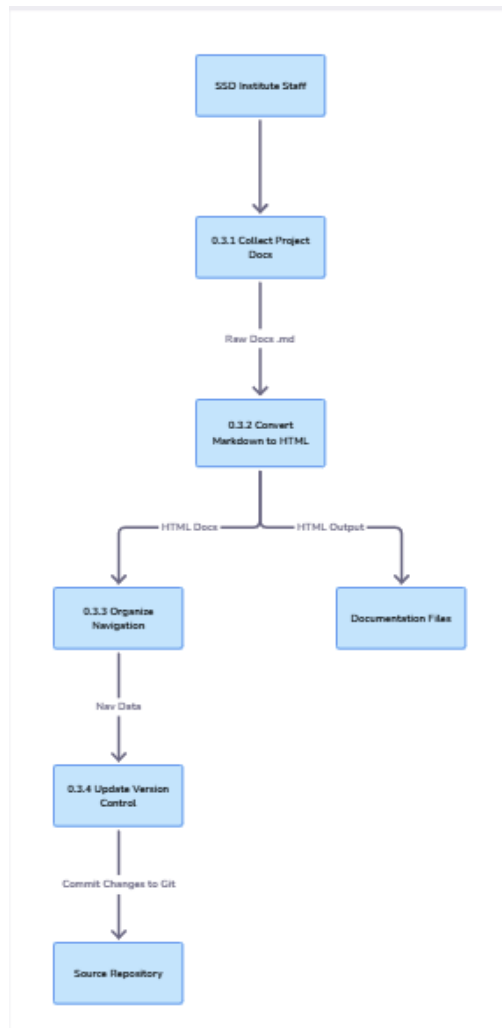 SSD Institute Staff
0.3.1 Collect Project
Docs
Raw Docs .md
0.3.2 Convert
Markdown to HTML
HTML Docs
HTML Output
0.3.3 Organize
Navigation
Documentation Files
Nav Data
0.3.4 Update Version
Control
Commit Changes to Git
Source Repository